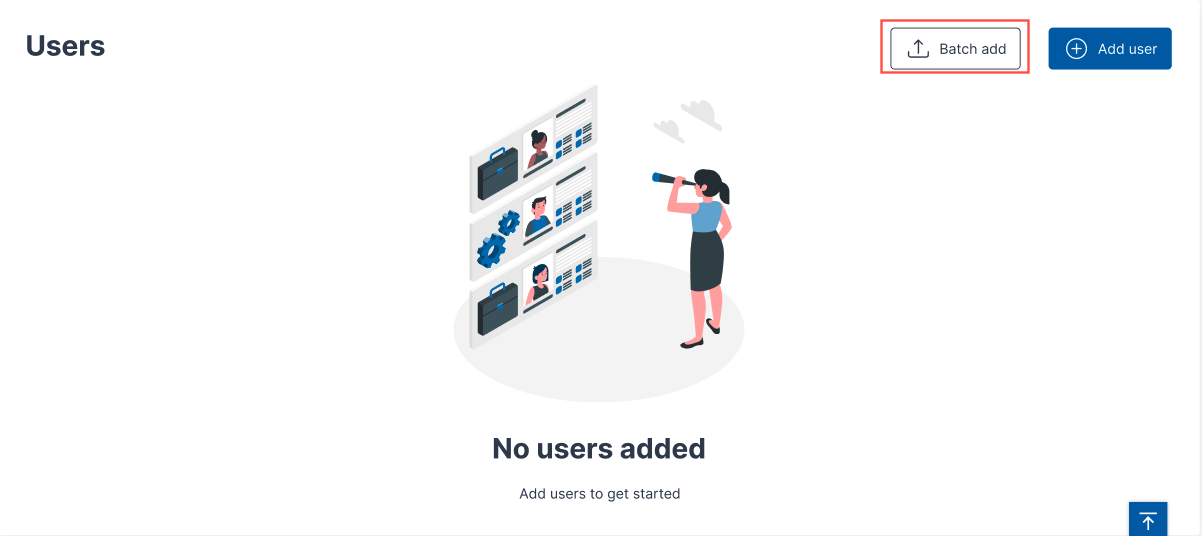 Users
Batch add
Add user
No users added
Add users to get started